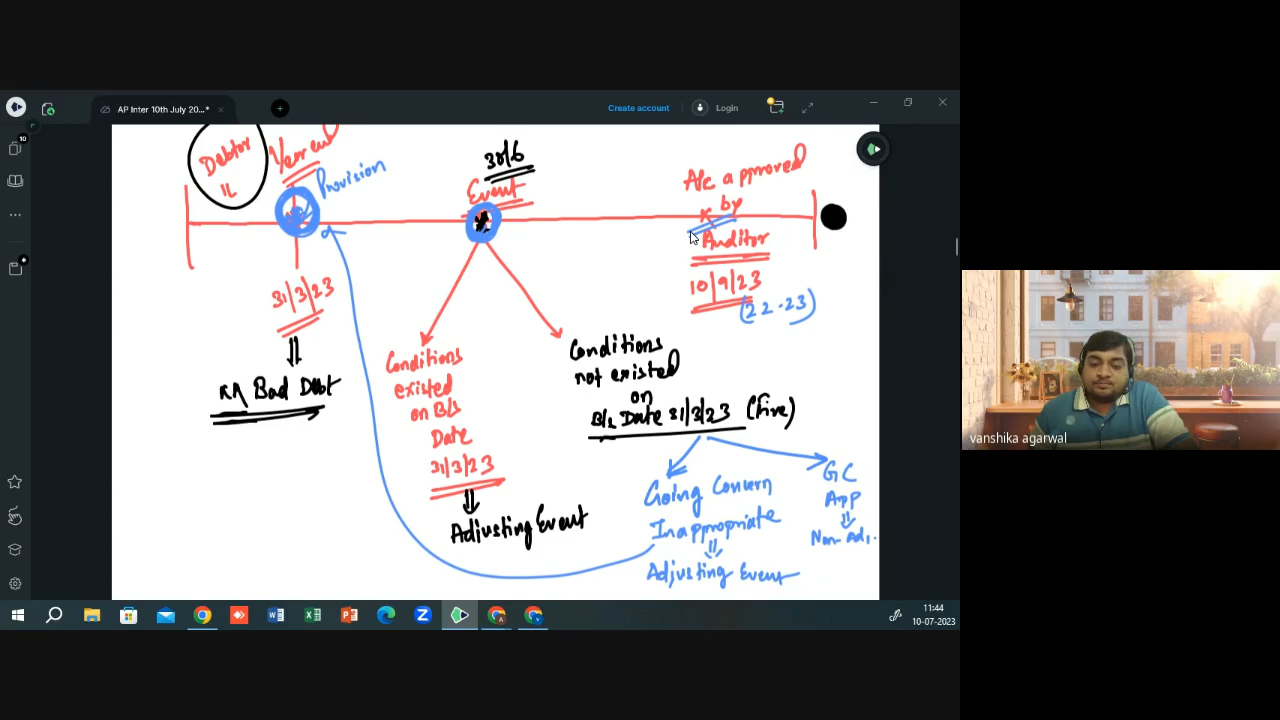 AP Inter 10th July 20...*
Create account
Login
10
Debtor
1L
Year end
Provision
30/6
Event
A/c approved
by
Auditor
10/9/23
(22-23)
31/3/23
Bad Debt
Conditions
existed
on B/s
Date
31/3/23
Adjusting Event
Conditions
not existed
on
B/s Date 31/3/23 (Fire)
Going Concern
Inappropriate
Adjusting Event
GC
App
Non-Adj.
vanshika agarwal
11:44
10-07-2023